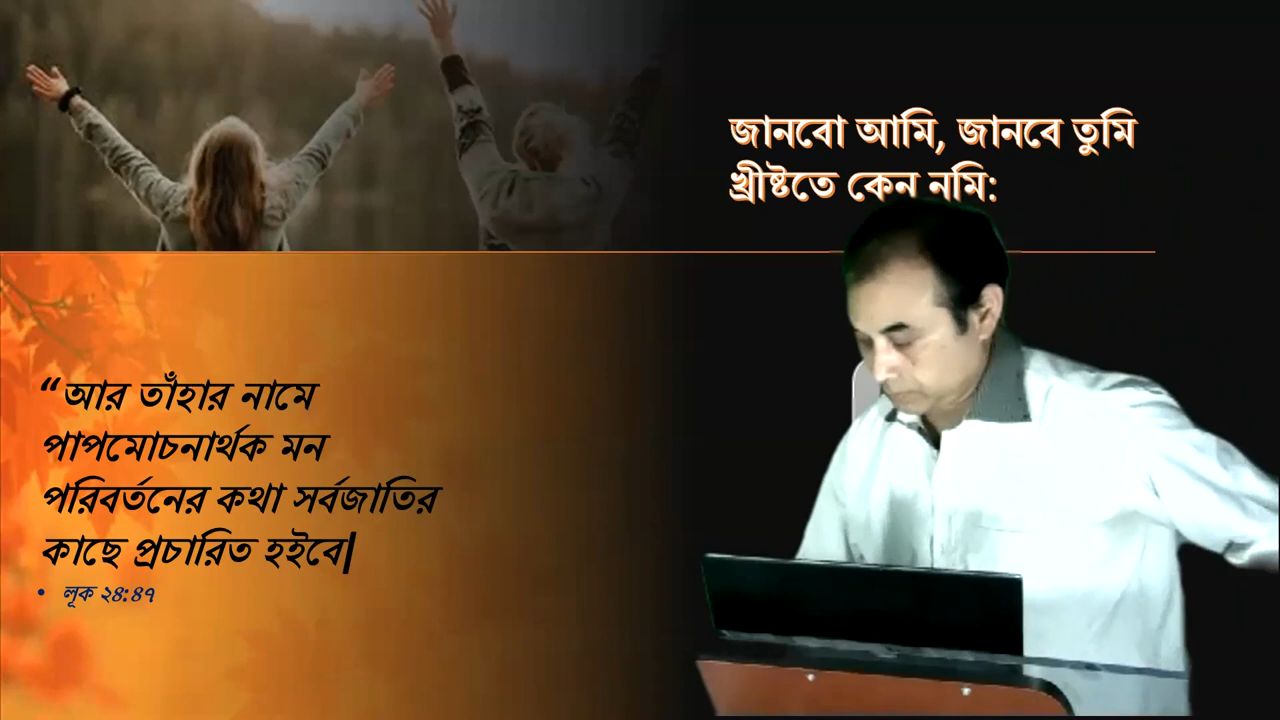 জানবো আমি, জানবে তুমি
খ্রীষ্টতে কেন নমি:
“আর তাঁহার নামে
পাপমোচনার্থক মন
পরিবর্তনের কথা সর্বজাতির
কাছে প্রচারিত হইবে|
• লূক ২৪:৪৭